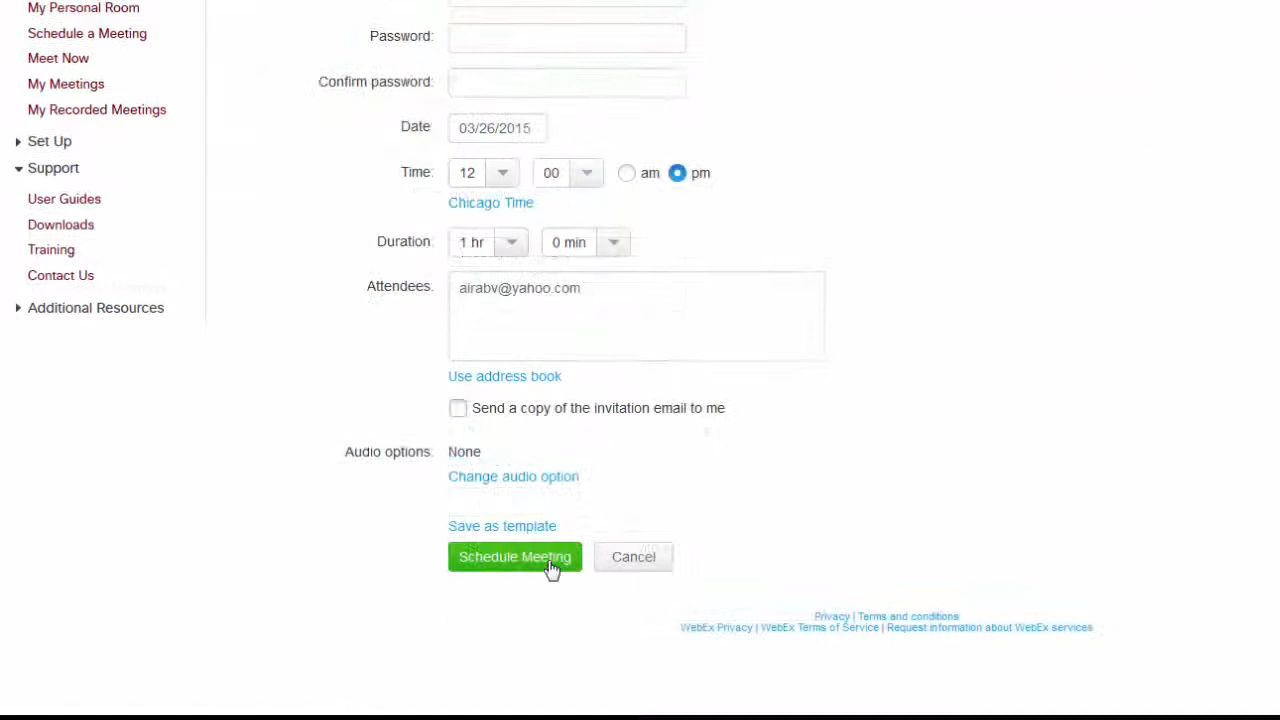 My Personal Room
Schedule a Meeting
Meet Now
My Meetings
My Recorded Meetings
Set Up
Support
User Guides
Downloads
Training
Contact Us
Additional Resources
Password:
Confirm password:
Date: 03/26/2015
Time: 12 00 am pm
Chicago Time
Duration: 1 hr 0 min
Attendees: airabv@yahoo.com
Use address book
Send a copy of the invitation email to me
Audio options: None
Change audio option
Save as template
Schedule Meeting Cancel
Privacy | Terms and conditions
WebEx Privacy | WebEx Terms of Service | Request information about WebEx services